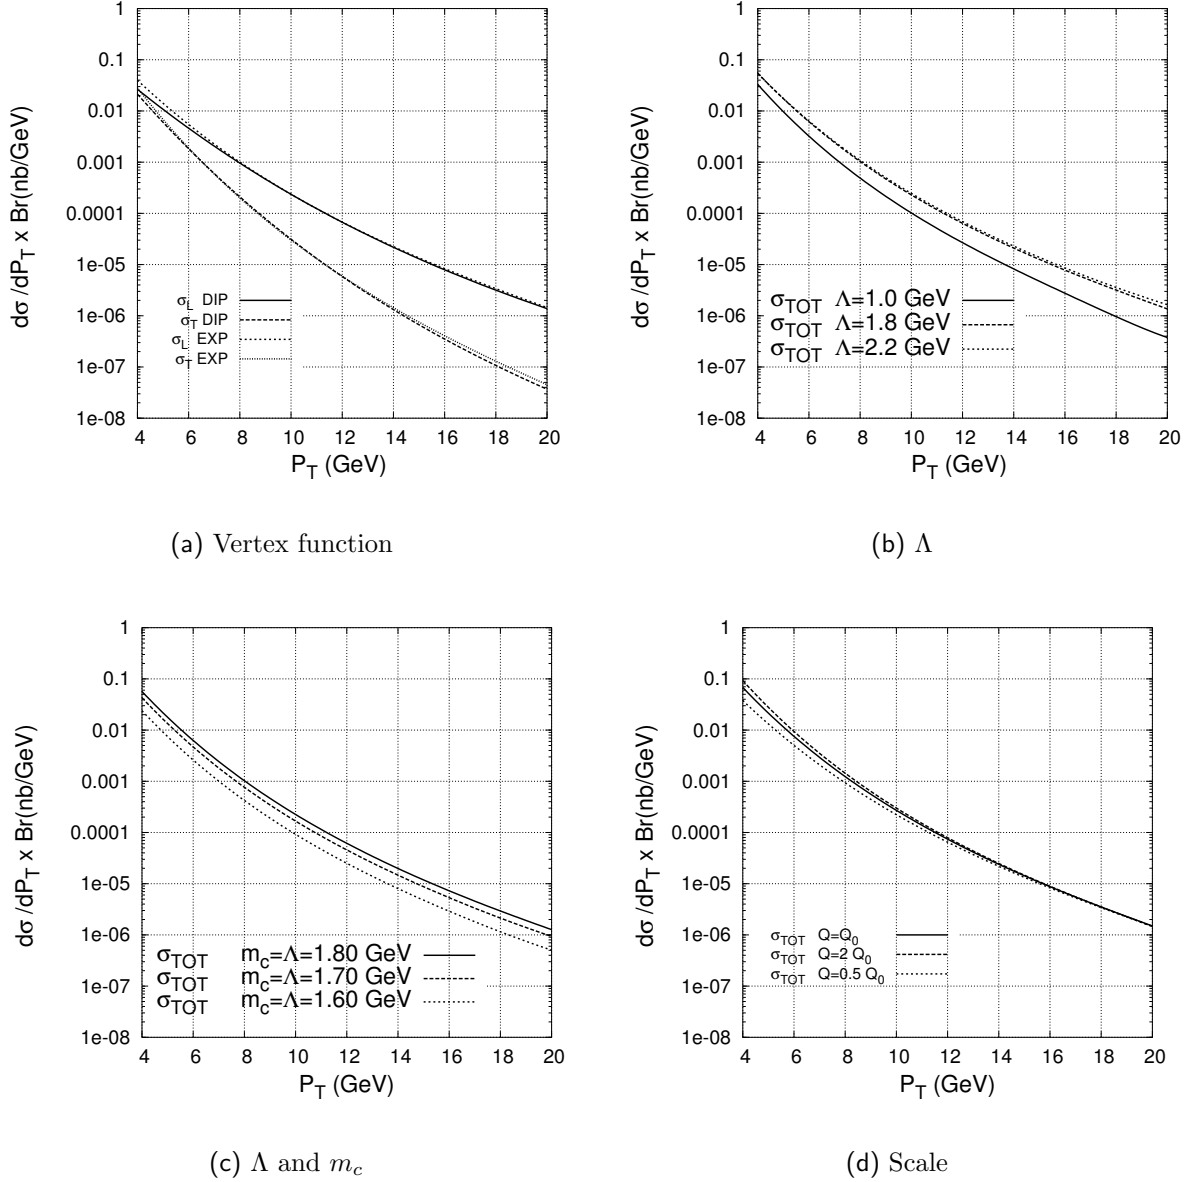 1
0.1
0.01
0.001
0.0001
1e-05
1e-06
1e-07
1e-08
dσ/dP_T x Br(nb/GeV)
σ_L DIP
σ_T DIP
σ_L EXP
σ_T EXP
4 6 8 10 12 14 16 18 20
P_T (GeV)
(a) Vertex function
1
0.1
0.01
0.001
0.0001
1e-05
1e-06
1e-07
1e-08
dσ/dP_T x Br(nb/GeV)
σ_TOT Λ=1.0 GeV
σ_TOT Λ=1.8 GeV
σ_TOT Λ=2.2 GeV
4 6 8 10 12 14 16 18 20
P_T (GeV)
(b) Λ
1
0.1
0.01
0.001
0.0001
1e-05
1e-06
1e-07
1e-08
dσ/dP_T x Br(nb/GeV)
σ_TOT m_c=Λ=1.80 GeV
σ_TOT m_c=Λ=1.70 GeV
σ_TOT m_c=Λ=1.60 GeV
4 6 8 10 12 14 16 18 20
P_T (GeV)
(c) Λ and m_c
1
0.1
0.01
0.001
0.0001
1e-05
1e-06
1e-07
1e-08
dσ/dP_T x Br(nb/GeV)
σ_TOT Q=Q_0
σ_TOT Q=2 Q_0
σ_TOT Q=0.5 Q_0
4 6 8 10 12 14 16 18 20
P_T (GeV)
(d) Scale